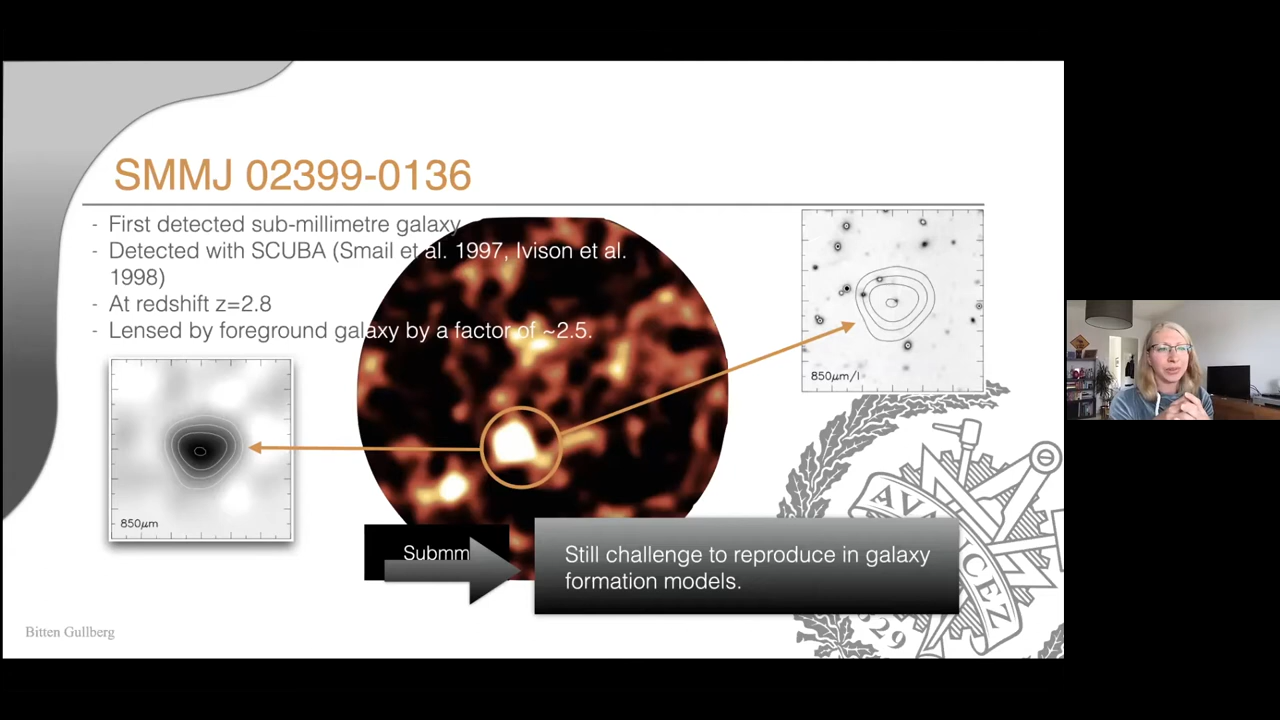 SMMJ 02399-0136
- First detected sub-millimetre galaxy
- Detected with SCUBA (Smail et al. 1997, Ivison et al.
1998)
- At redshift z=2.8
- Lensed by foreground galaxy by a factor of ~2.5.
850μm/I
850μm
Submm
Still challenge to reproduce in galaxy
formation models.
AVANCEZ
Bitten Gullberg